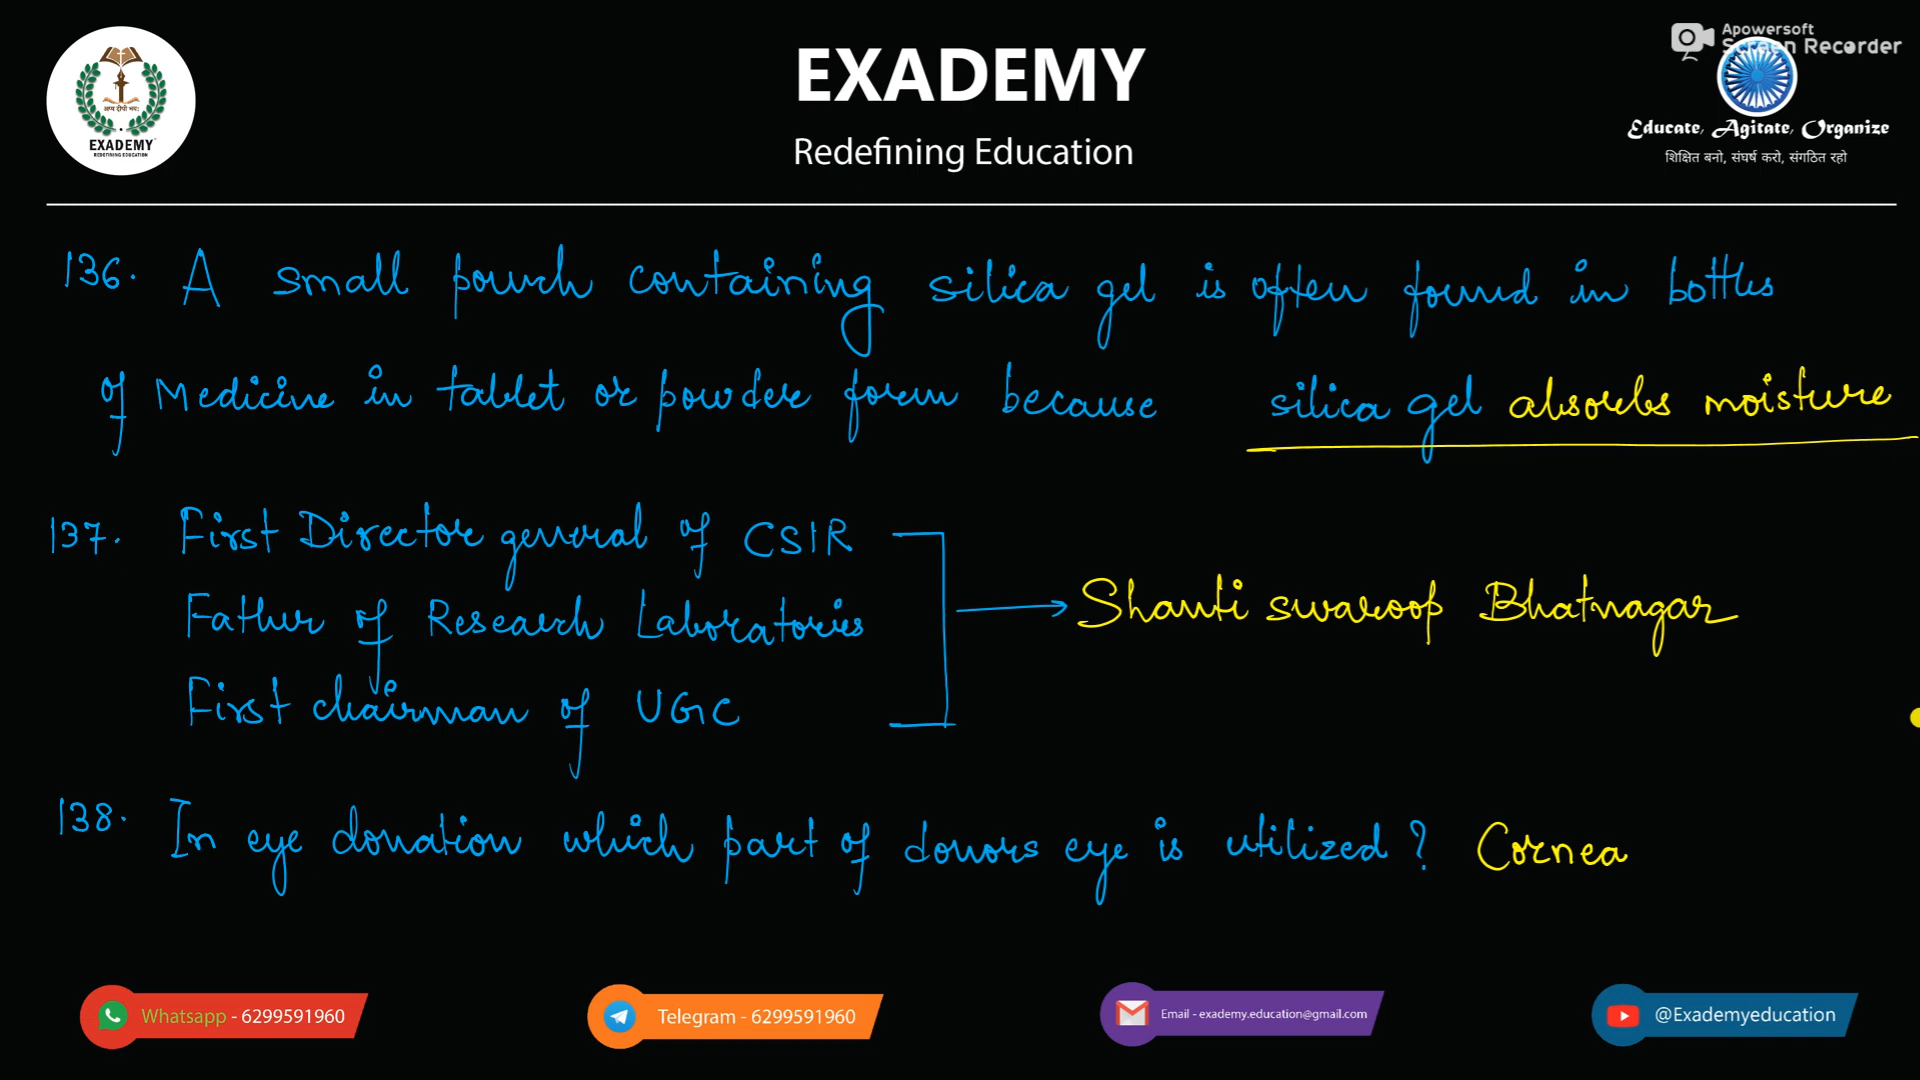 EXADEMY
Redefining Education
अप्प दीपो भवः
EXADEMY
REDEFINING EDUCATION
Apowersoft
Screen Recorder
Educate, Agitate, Organize
शिक्षित बनो, संघर्ष करो, संगठित रहो
136. A small pouch containing silica gel is often found in bottles
of Medicine in tablet or powder form because silica gel absorbs moisture
137. First Director general of CSIR
Father of Research Laboratories
First chairman of UGC
Shanti swaroop Bhatnagar
138. In eye donation which part of donors eye is utilized? Cornea
Whatsapp - 6299591960
Telegram - 6299591960
Email - exademy.education@gmail.com
@Exademyeducation